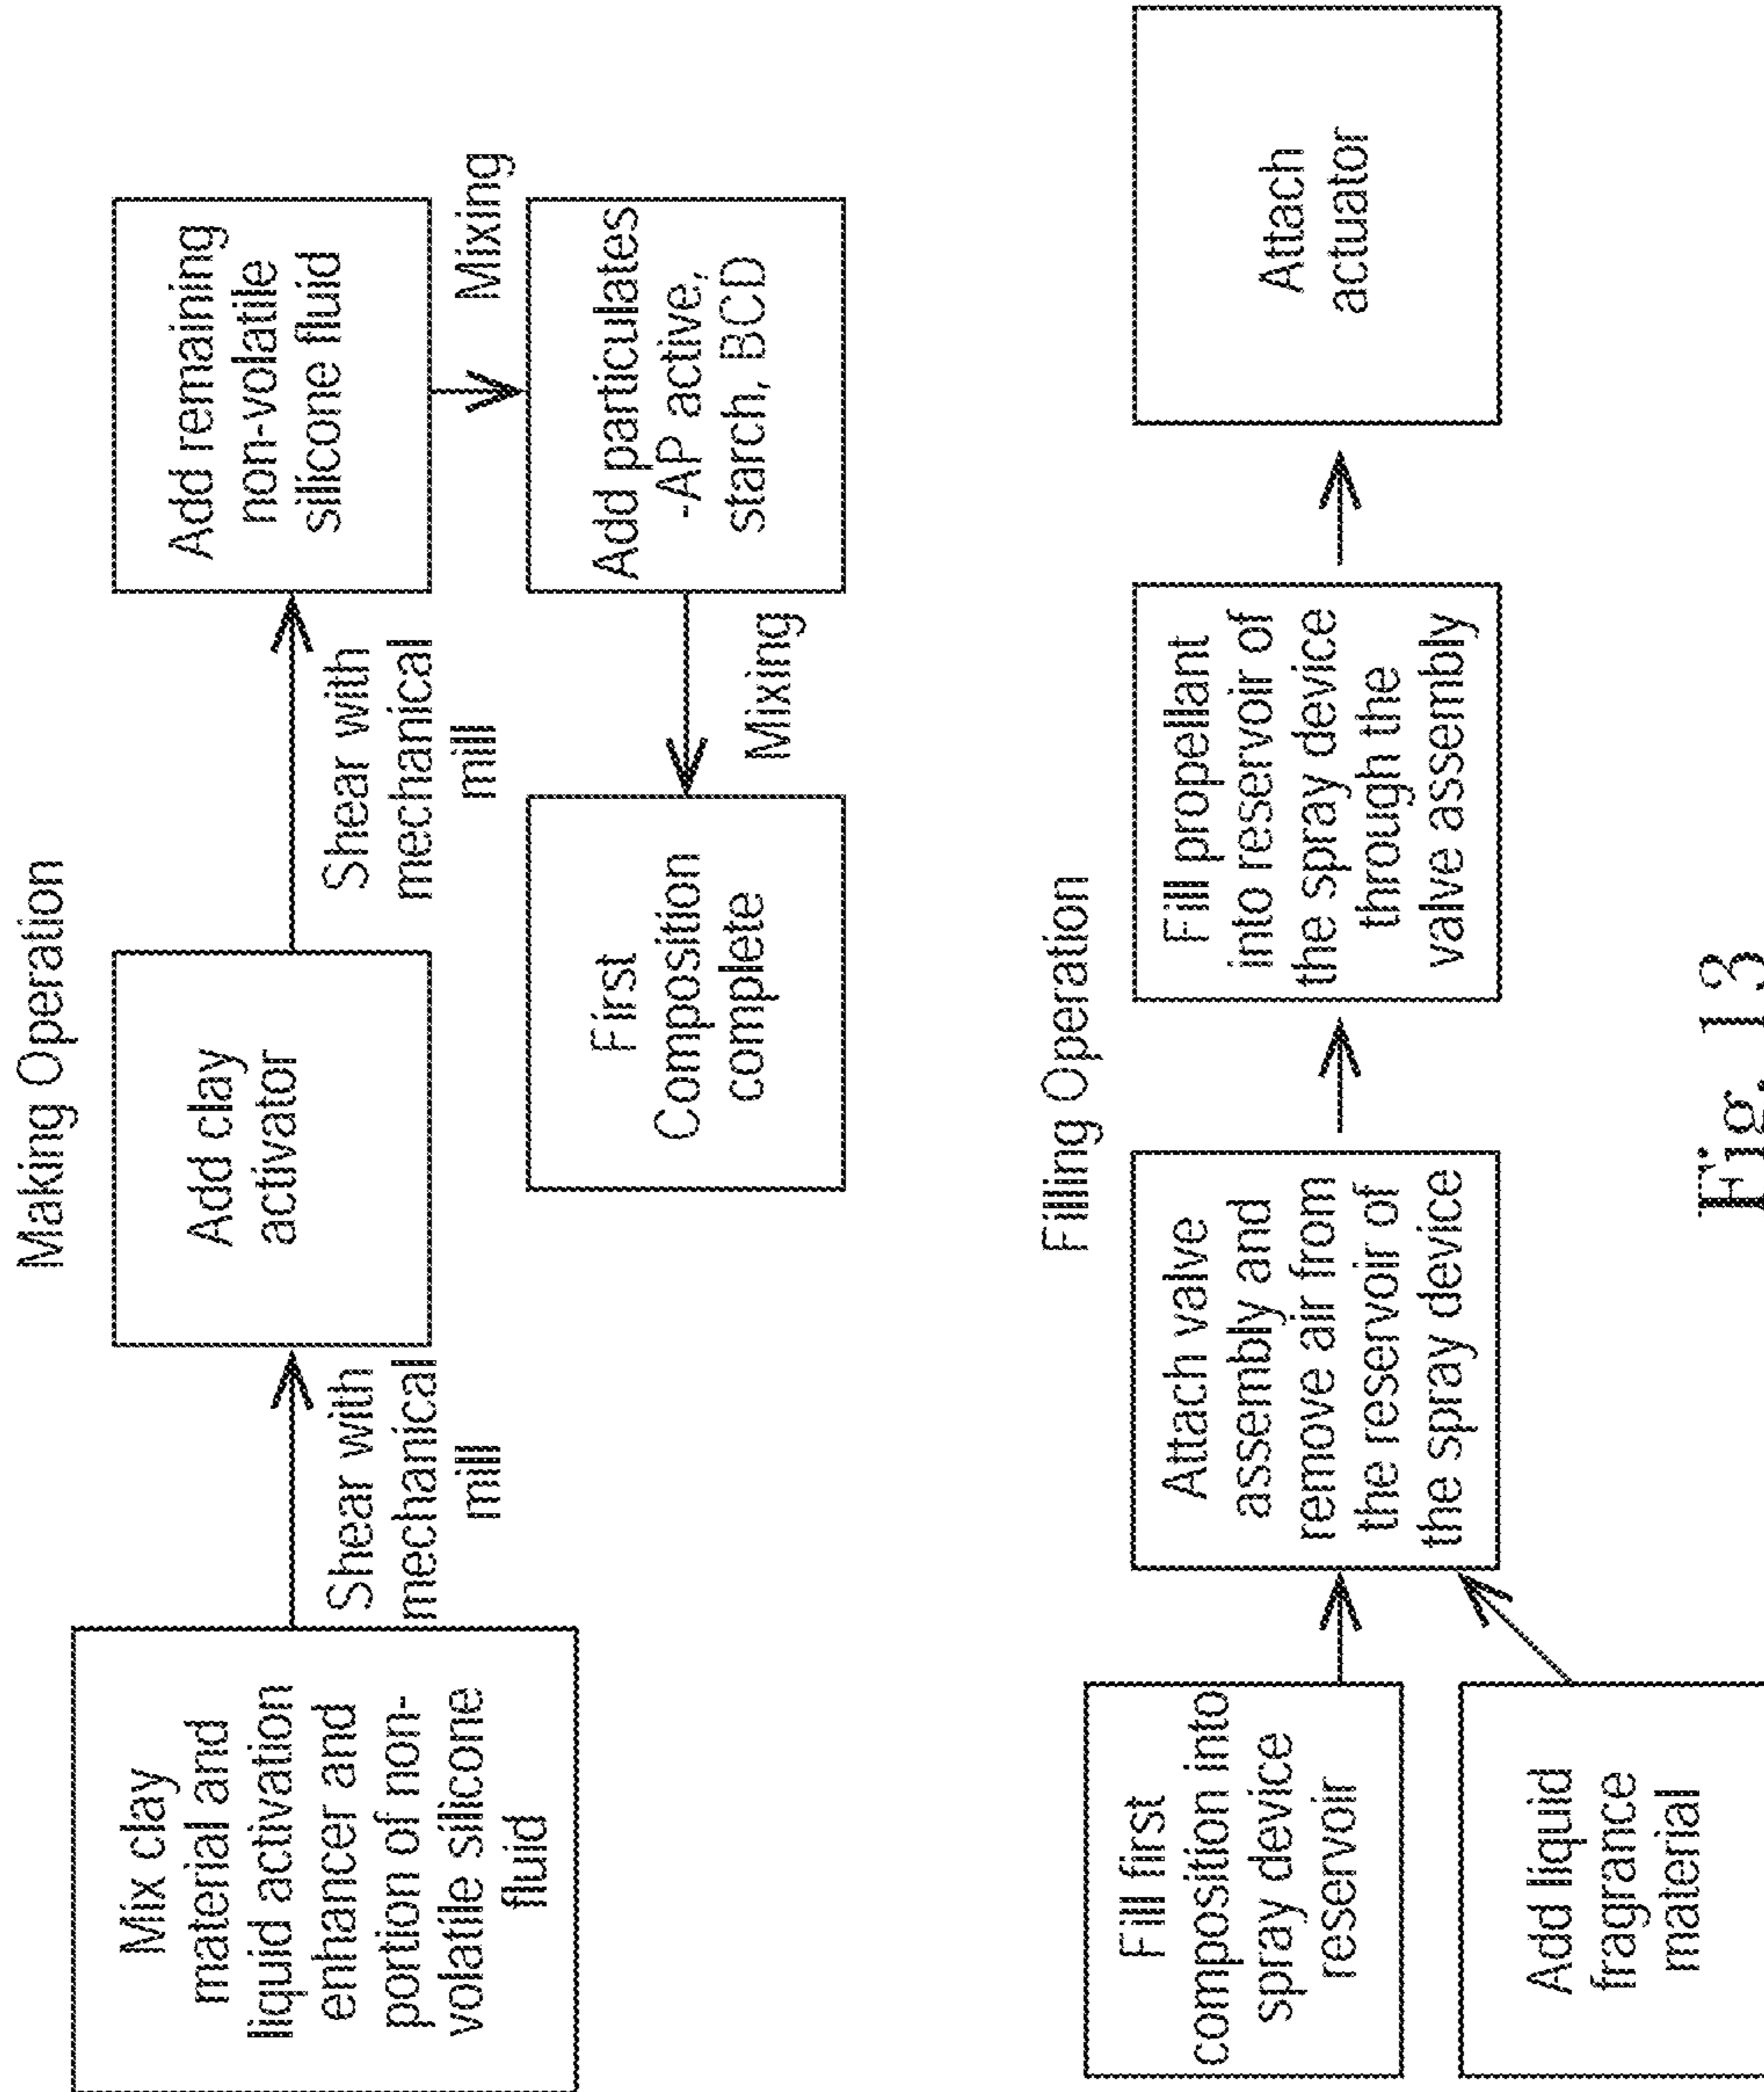 Making Operation
Mix clay
material and
liquid activation
enhancer and
portion of non-
volatile silicone
fluid
Shear with
mechanical
mill
Add clay
activator
Shear with
mechanical
mill
Add remaining
non-volatile
silicone fluid
Mixing
Add particulates
-AP active,
starch, BCD
Mixing
First
Composition
complete
Filling Operation
Fill first
composition into
spray device
reservoir
Add liquid
fragrance
material
Attach valve
assembly and
remove air from
the reservoir of
the spray device
Fill propellant
into reservoir of
the spray device
through the
valve assembly
Attach
actuator
Fig. 13